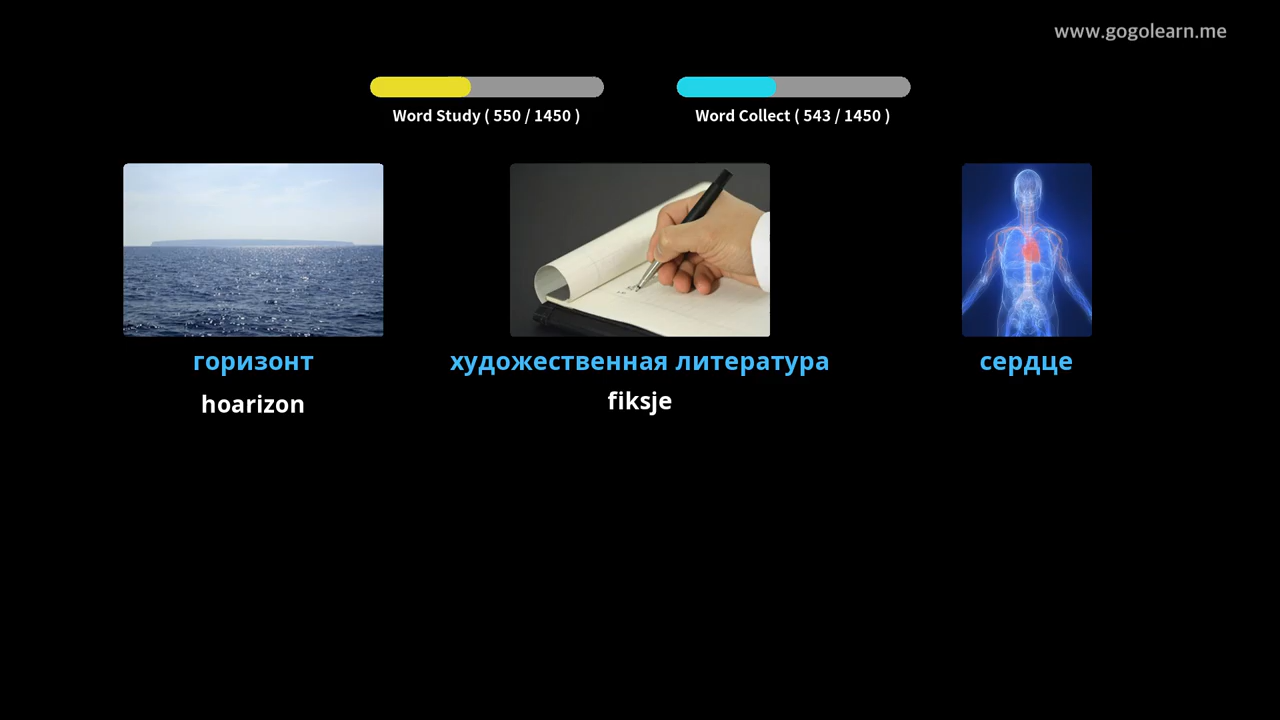 www.gogolearn.me
Word Study ( 550 / 1450 )
Word Collect ( 543 / 1450 )
горизонт
художественная литература
сердце
hoarizon
fiksje